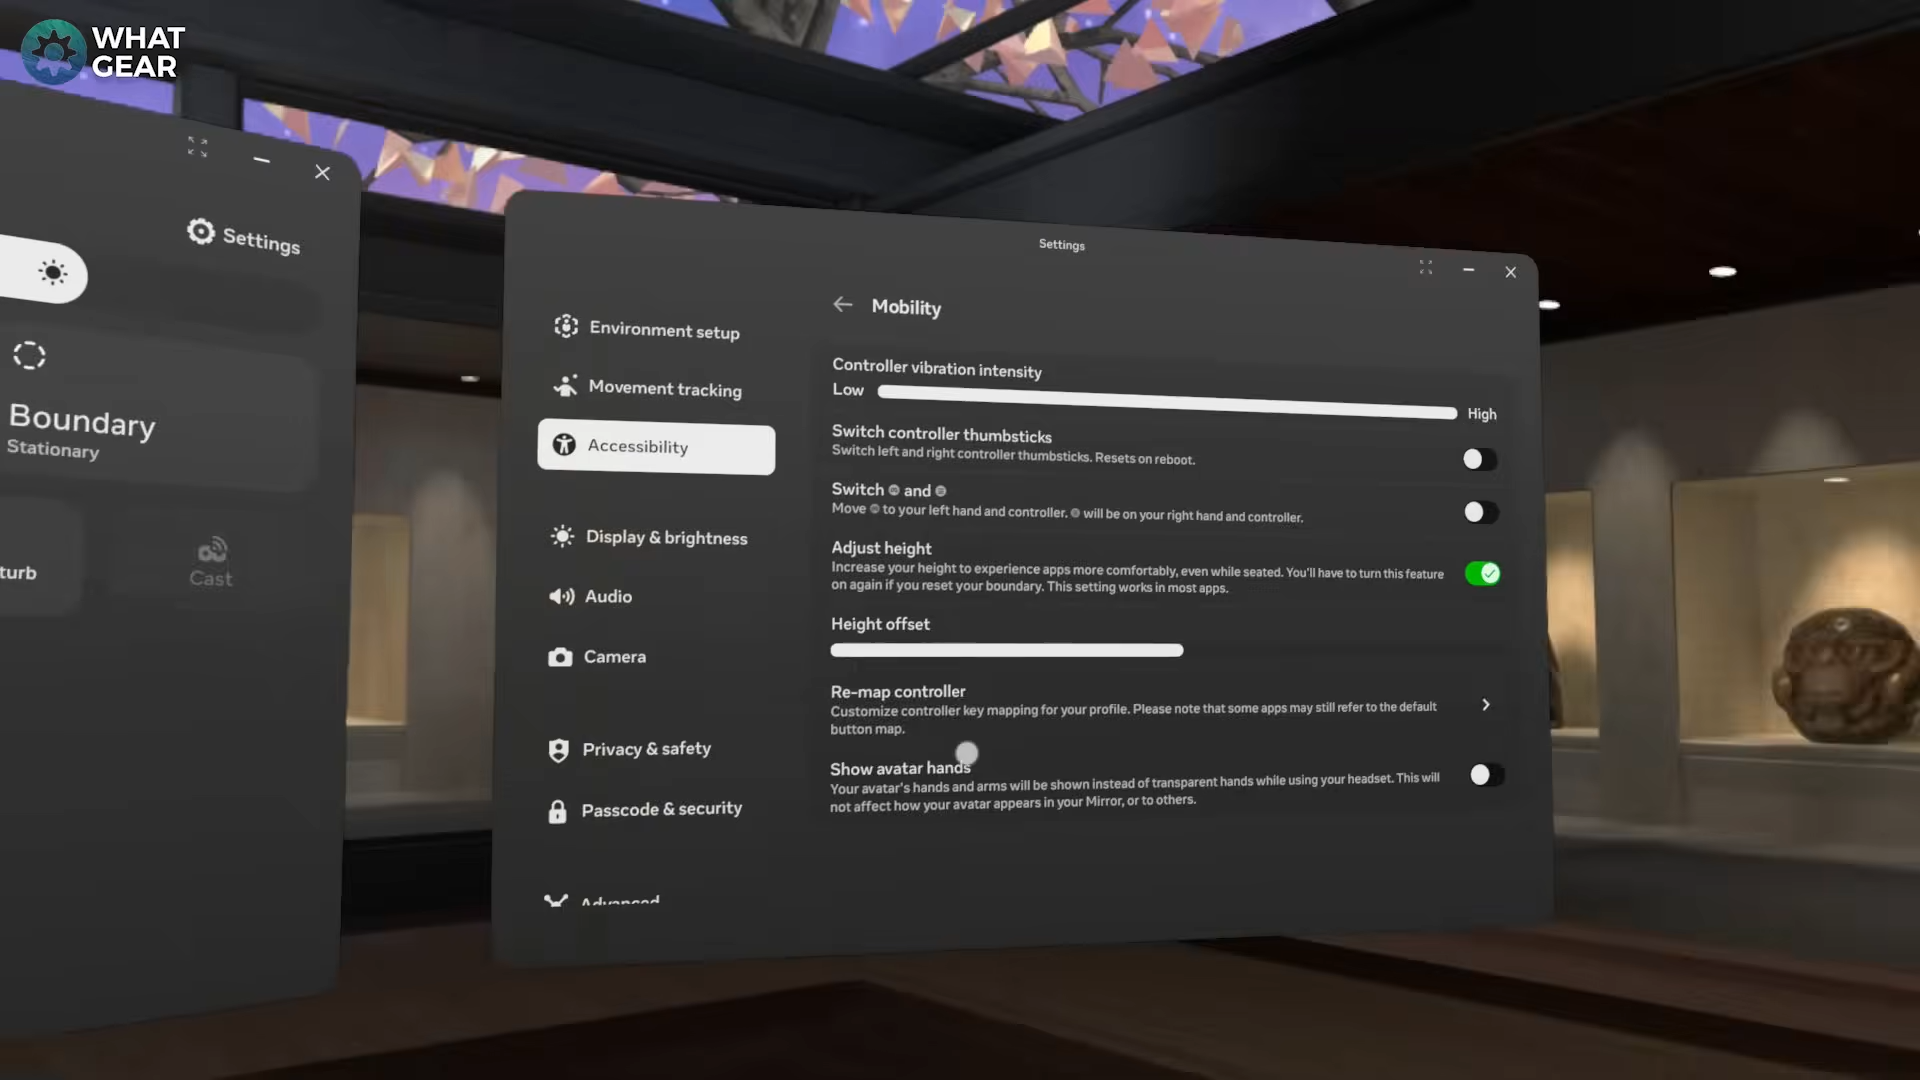 WHAT
GEAR
Settings
Boundary
Stationary
turb
Cast
Settings
Environment setup
Movement tracking
Accessibility
Display & brightness
Audio
Camera
Privacy & safety
Passcode & security
Advanced
Mobility
Controller vibration intensity
Low
High
Switch controller thumbsticks
Switch left and right controller thumbsticks. Resets on reboot.
Switch and
Move to your left hand and controller. will be on your right hand and controller.
Adjust height
Increase your height to experience apps more comfortably, even while seated. You'll have to turn this feature
on again if you reset your boundary. This setting works in most apps.
Height offset
Re-map controller
Customize controller key mapping for your profile. Please note that some apps may still refer to the default
button map.
Show avatar hands
Your avatar's hands and arms will be shown instead of transparent hands while using your headset. This will
not affect how your avatar appears in your Mirror, or to others.